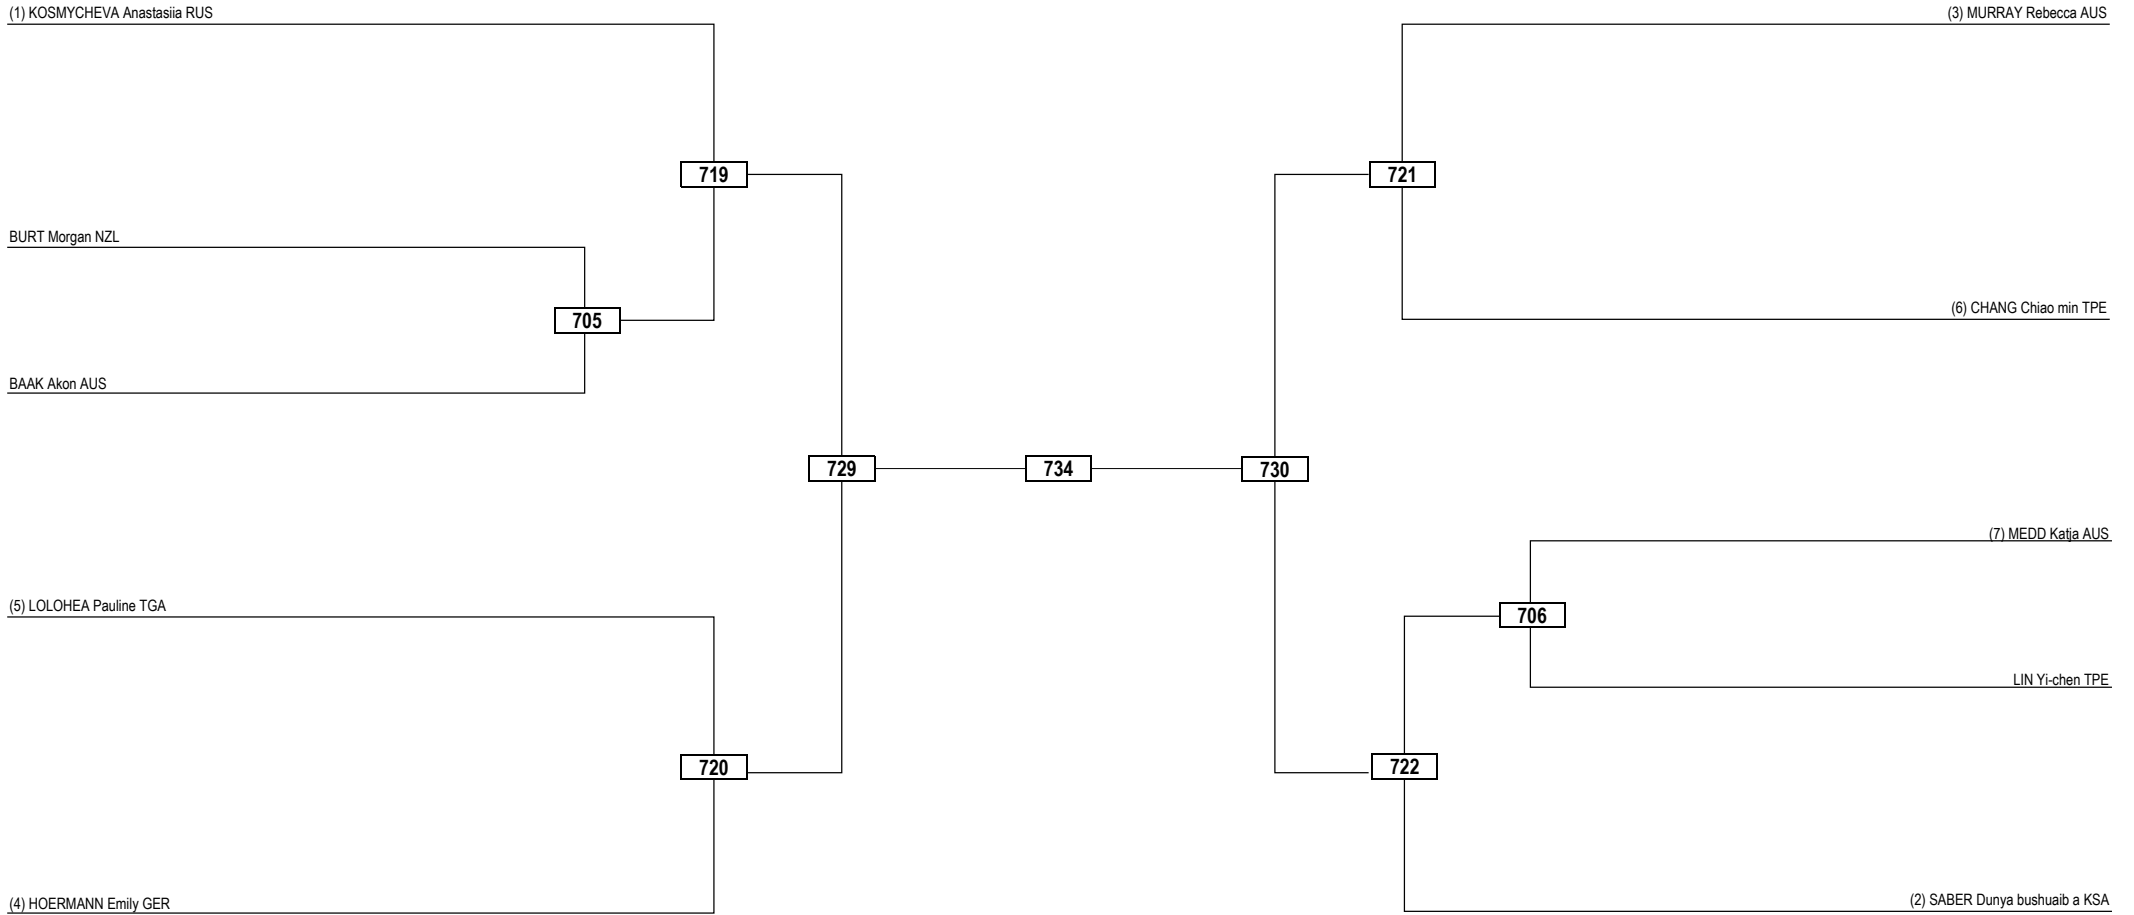 (1) KOSMYCHEVA Anastasiia RUS
(3) MURRAY Rebecca AUS
719
721
BURT Morgan NZL
705
(6) CHANG Chiao min TPE
BAAK Akon AUS
729
734
730
(7) MEDD Katja AUS
(5) LOLOHEA Pauline TGA
706
LIN Yi-chen TPE
720
722
(4) HOERMANN Emily GER
(2) SABER Dunya bushuaib a KSA